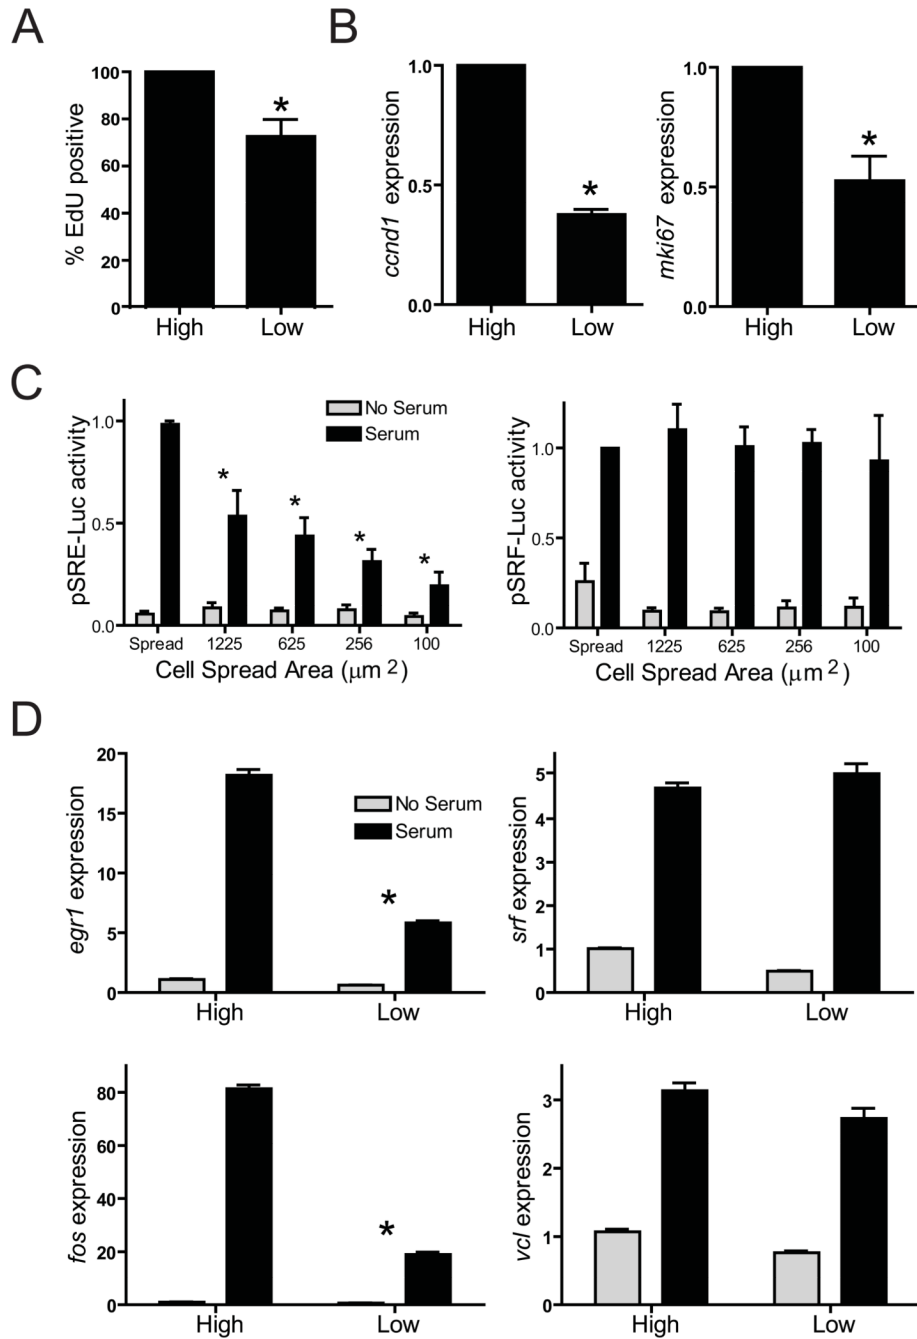 A
100
80
60
40
20
0
% EdU positive
*
High Low
B
1.0
0.5
0.0
ccnd1 expression
*
High Low
1.0
0.5
0.0
mki67 expression
*
High Low
C
1.0
0.5
0.0
pSRE-Luc activity
No Serum
Serum
* * * *
Spread 1225 625 256 100
Cell Spread Area (μm²)
1.0
0.5
0.0
pSRF-Luc activity
Spread 1225 625 256 100
Cell Spread Area (μm²)
D
20
15
10
5
0
egr1 expression
No Serum
Serum
*
High Low
5
4
5
2
1
0
srf expression
High Low
80
60
40
20
0
fos expression
*
High Low
3
2
1
0
vcl expression
High Low